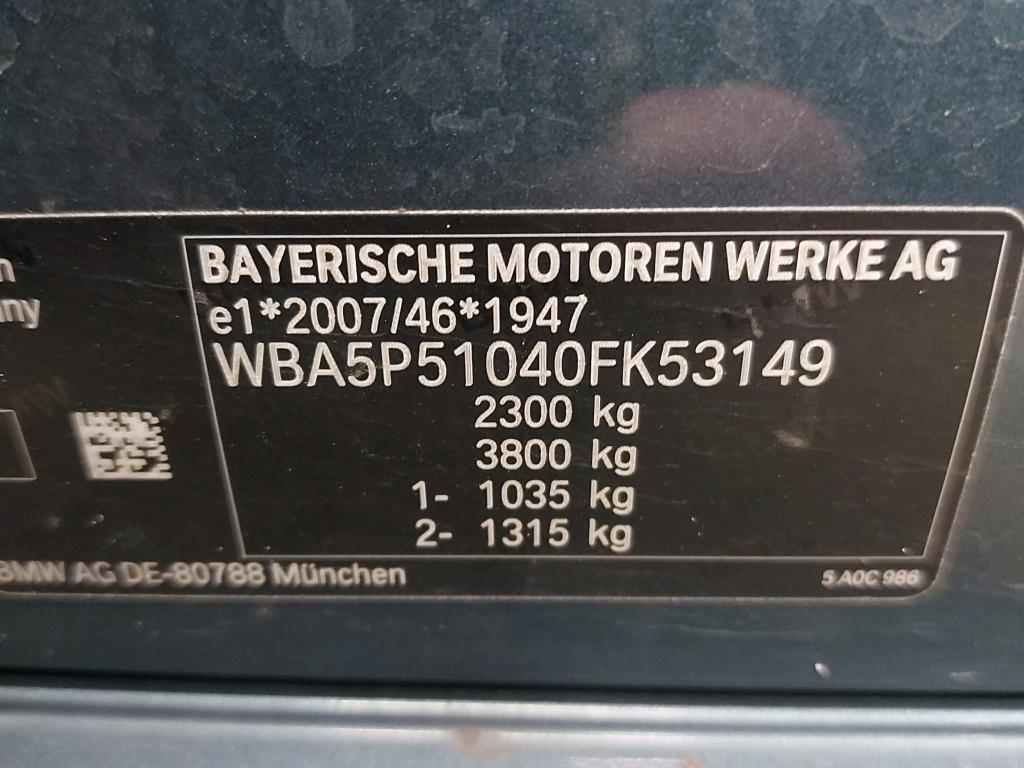 BAYERISCHE MOTOREN WERKE AG
e1*2007/46*1947
WBA5P51040FK53149
2300 kg
3800 kg
1- 1035 kg
2- 1315 kg
BMW AG DE-80788 München
5 A0C 986